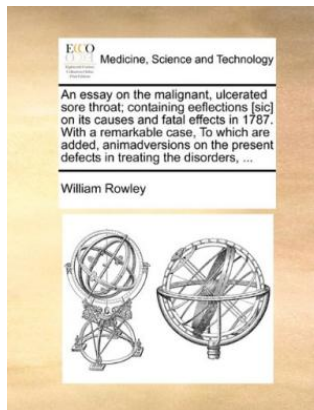 ECCO
Medicine, Science and Technology
An essay on the malignant, ulcerated
sore throat; containing eeflections [sic]
on its causes and fatal effects in 1787.
With a remarkable case, To which are
added, animadversions on the present
defects in treating the disorders, ...
William Rowley